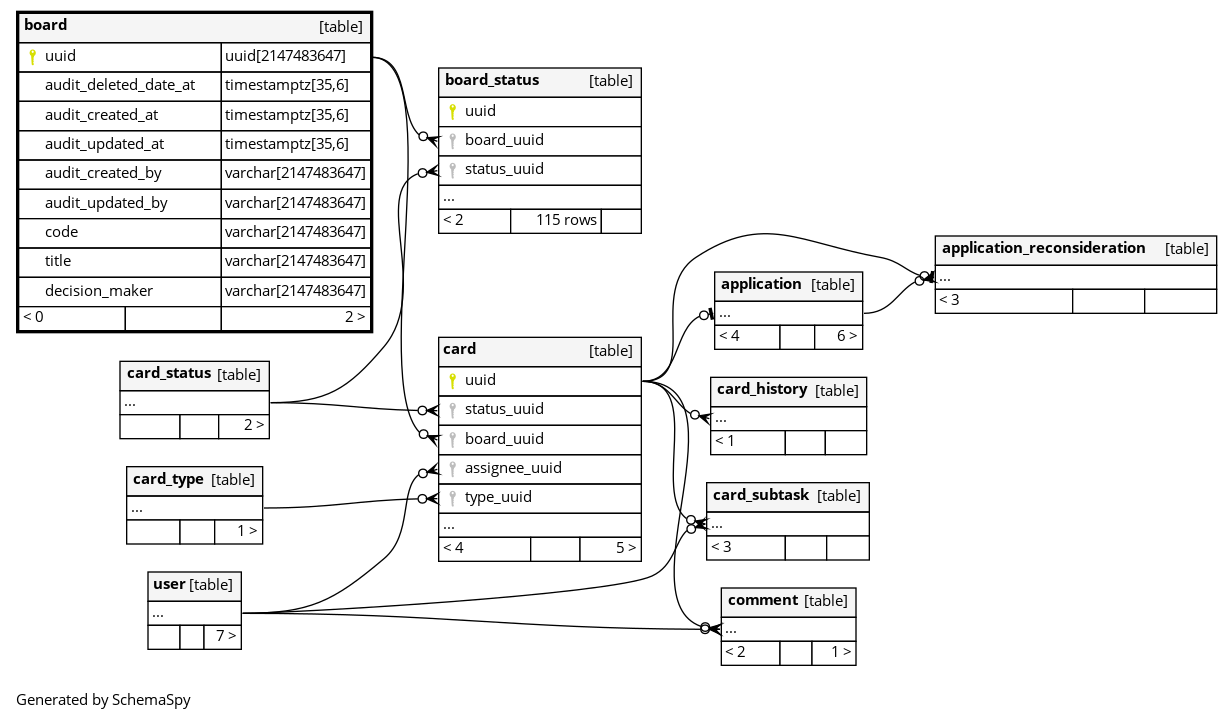 board [table]
uuid uuid[2147483647]
audit_deleted_date_at timestamptz[35,6]
audit_created_at timestamptz[35,6]
audit_updated_at timestamptz[35,6]
audit_created_by varchar[2147483647]
audit_updated_by varchar[2147483647]
code varchar[2147483647]
title varchar[2147483647]
decision_maker varchar[2147483647]
< 0 2 >
board_status [table]
uuid
board_uuid
status_uuid
...
< 2 115 rows
card_status [table]
...
2 >
card_type [table]
...
1 >
user [table]
...
7 >
card [table]
uuid
status_uuid
board_uuid
assignee_uuid
type_uuid
...
< 4 5 >
application [table]
...
< 4 6 >
application_reconsideration [table]
...
< 3
card_history [table]
...
< 1
card_subtask [table]
...
< 3
comment [table]
...
< 2 1 >
Generated by SchemaSpy